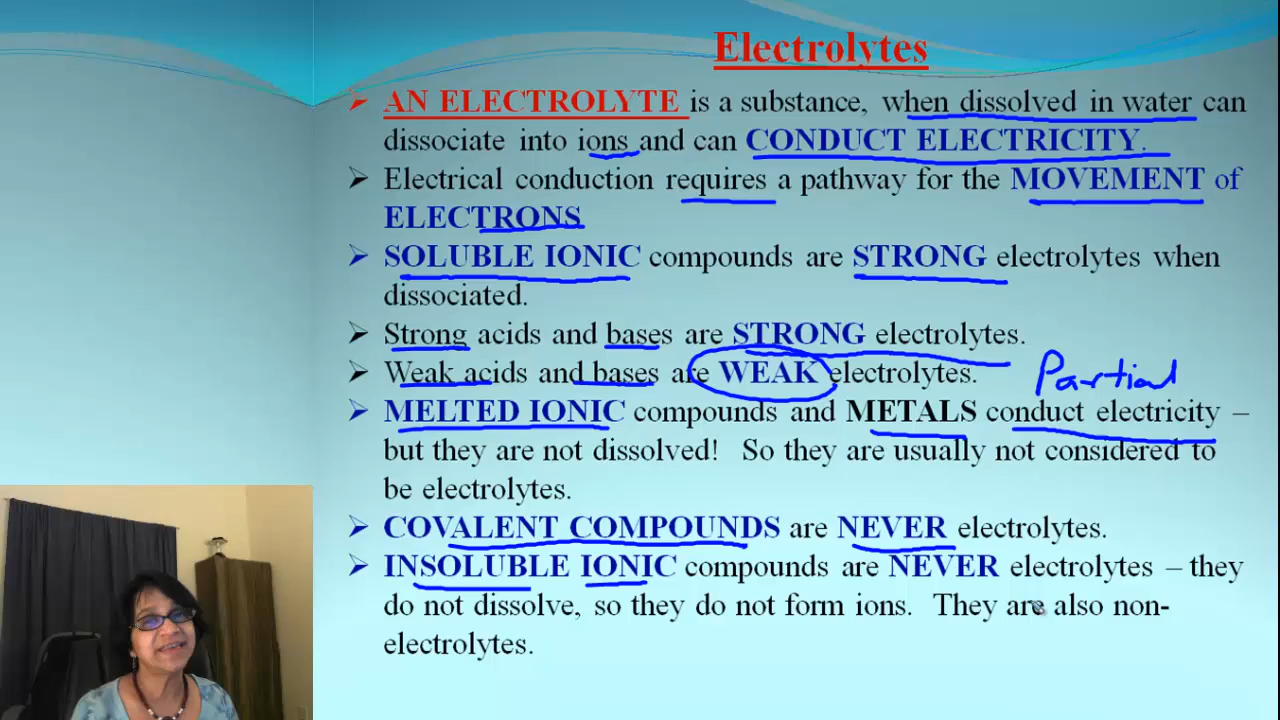 Electrolytes
➢ AN ELECTROLYTE is a substance, when dissolved in water can
dissociate into ions and can CONDUCT ELECTRICITY.
➢ Electrical conduction requires a pathway for the MOVEMENT of
ELECTRONS
➢ SOLUBLE IONIC compounds are STRONG electrolytes when
dissociated.
➢ Strong acids and bases are STRONG electrolytes.
➢ Weak acids and bases are WEAK electrolytes. Partial
➢ MELTED IONIC compounds and METALS conduct electricity –
but they are not dissolved! So they are usually not considered to
be electrolytes.
➢ COVALENT COMPOUNDS are NEVER electrolytes.
➢ INSOLUBLE IONIC compounds are NEVER electrolytes – they
do not dissolve, so they do not form ions. They are also non-
electrolytes.